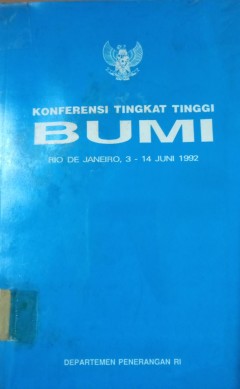 KONFERENSI TINGKAT TINGGI
BUMI
RIO DE JANEIRO, 3 - 14 JUNI 1992
DEPARTEMEN PENERANGAN RI